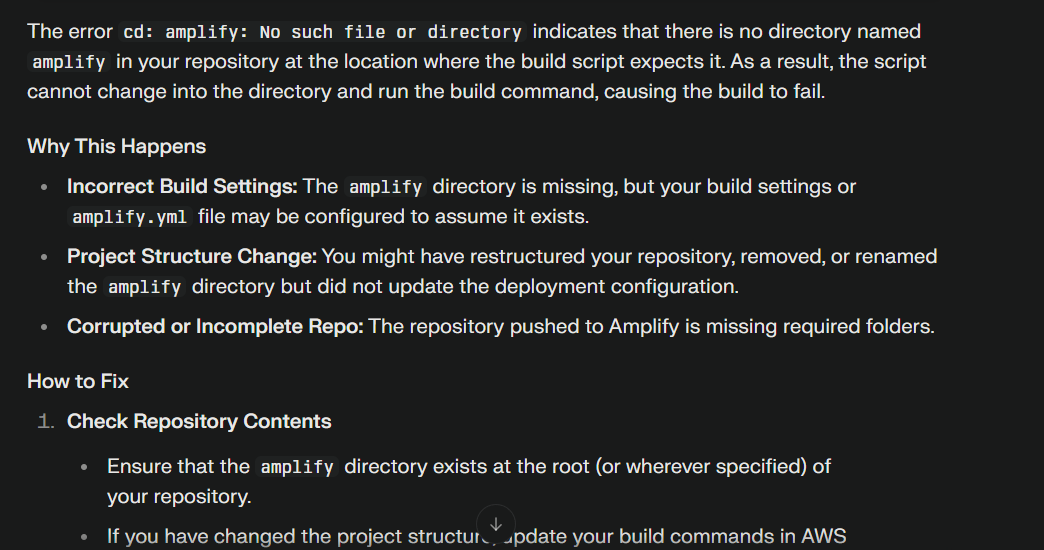 The error cd: amplify: No such file or directory indicates that there is no directory named
amplify in your repository at the location where the build script expects it. As a result, the script
cannot change into the directory and run the build command, causing the build to fail.
Why This Happens
• Incorrect Build Settings: The amplify directory is missing, but your build settings or
amplify.yml file may be configured to assume it exists.
• Project Structure Change: You might have restructured your repository, removed, or renamed
the amplify directory but did not update the deployment configuration.
• Corrupted or Incomplete Repo: The repository pushed to Amplify is missing required folders.
How to Fix
1. Check Repository Contents
• Ensure that the amplify directory exists at the root (or wherever specified) of
your repository.
• If you have changed the project structure, update your build commands in AWS